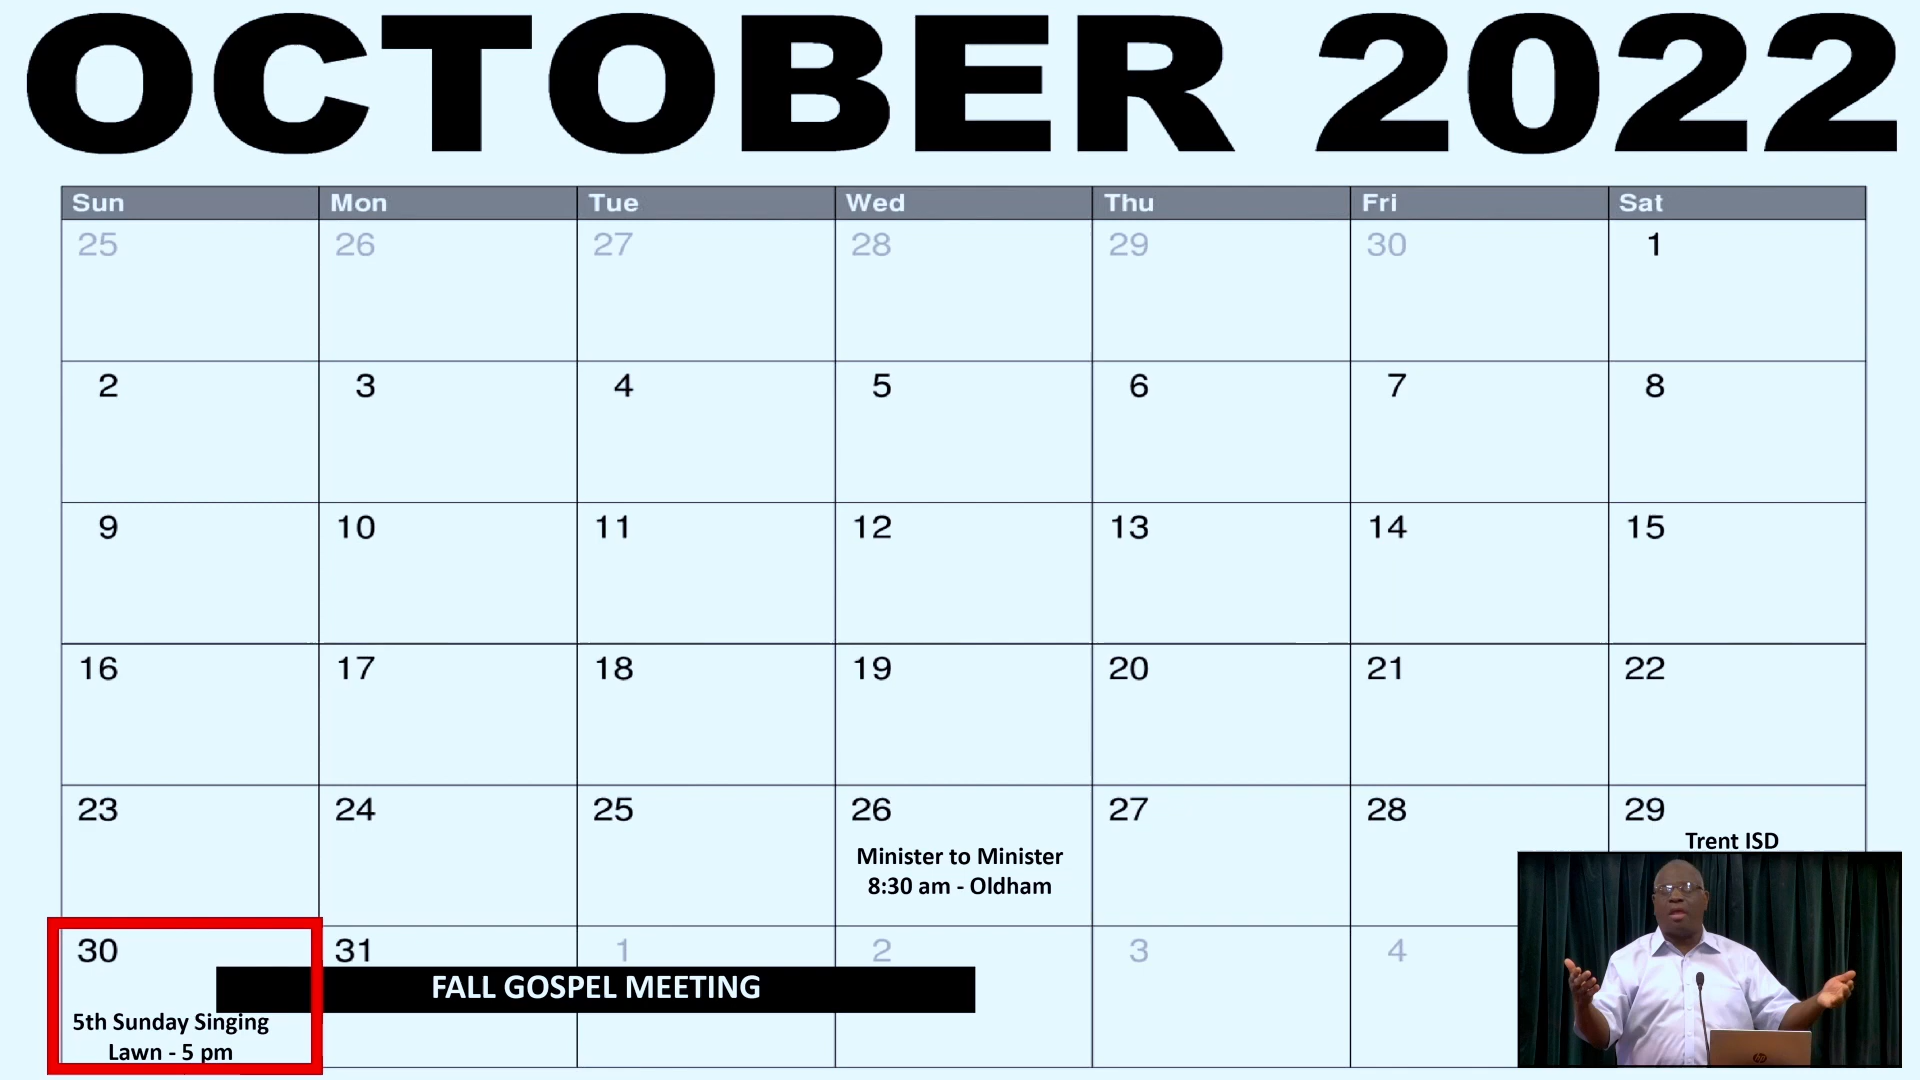 OCTOBER 2022
Sun Mon Tue Wed Thu Fri Sat
25 26 27 28 29 30 1
2 3 4 5 6 7 8
9 10 11 12 13 14 15
16 17 18 19 20 21 22
23 24 25 26 27 28 29
Minister to Minister
8:30 am - Oldham
Trent ISD
30 31 1 2 3 4
FALL GOSPEL MEETING
5th Sunday Singing
Lawn - 5 pm
hp